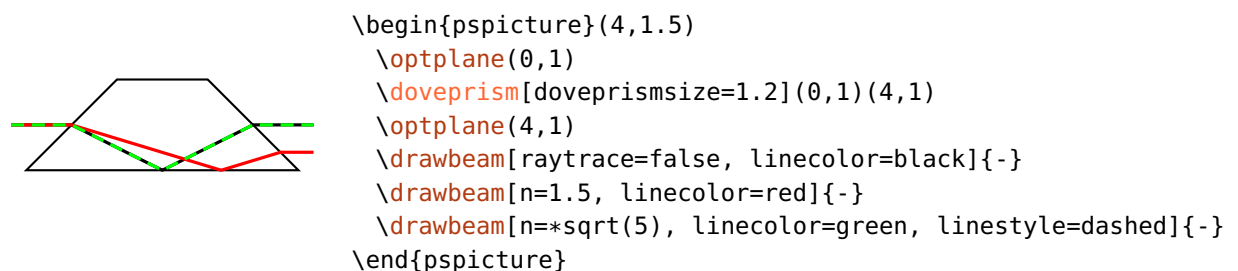 \begin{pspicture}(4,1.5)
  \optplane(0,1)
  \doveprism[doveprismsize=1.2](0,1)(4,1)
  \optplane(4,1)
  \drawbeam[raytrace=false, linecolor=black]{-}
  \drawbeam[n=1.5, linecolor=red]{-}
  \drawbeam[n=*sqrt(5), linecolor=green, linestyle=dashed]{-}
\end{pspicture}